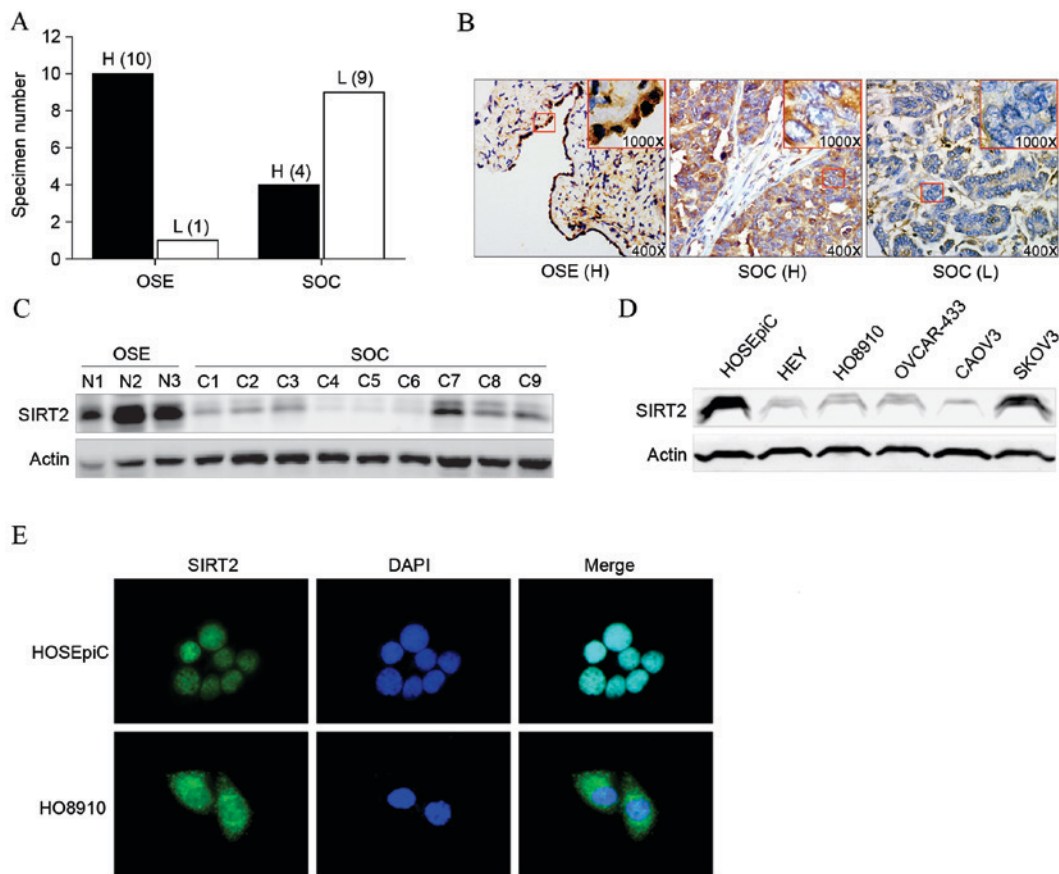 A
Specimen number
12
10
8
6
4
2
0
H (10)
L (1)
H (4)
L (9)
OSE
SOC
B
1000X
400X
1000X
400X
1000X
400X
OSE (H)
SOC (H)
SOC (L)
C
OSE
SOC
N1 N2 N3 C1 C2 C3 C4 C5 C6 C7 C8 C9
SIRT2
Actin
D
HOSEpiC
HEY
HO8910
OVCAR-433
CAOV3
SKOV3
SIRT2
Actin
E
SIRT2 DAPI Merge
HOSEpiC
HO8910